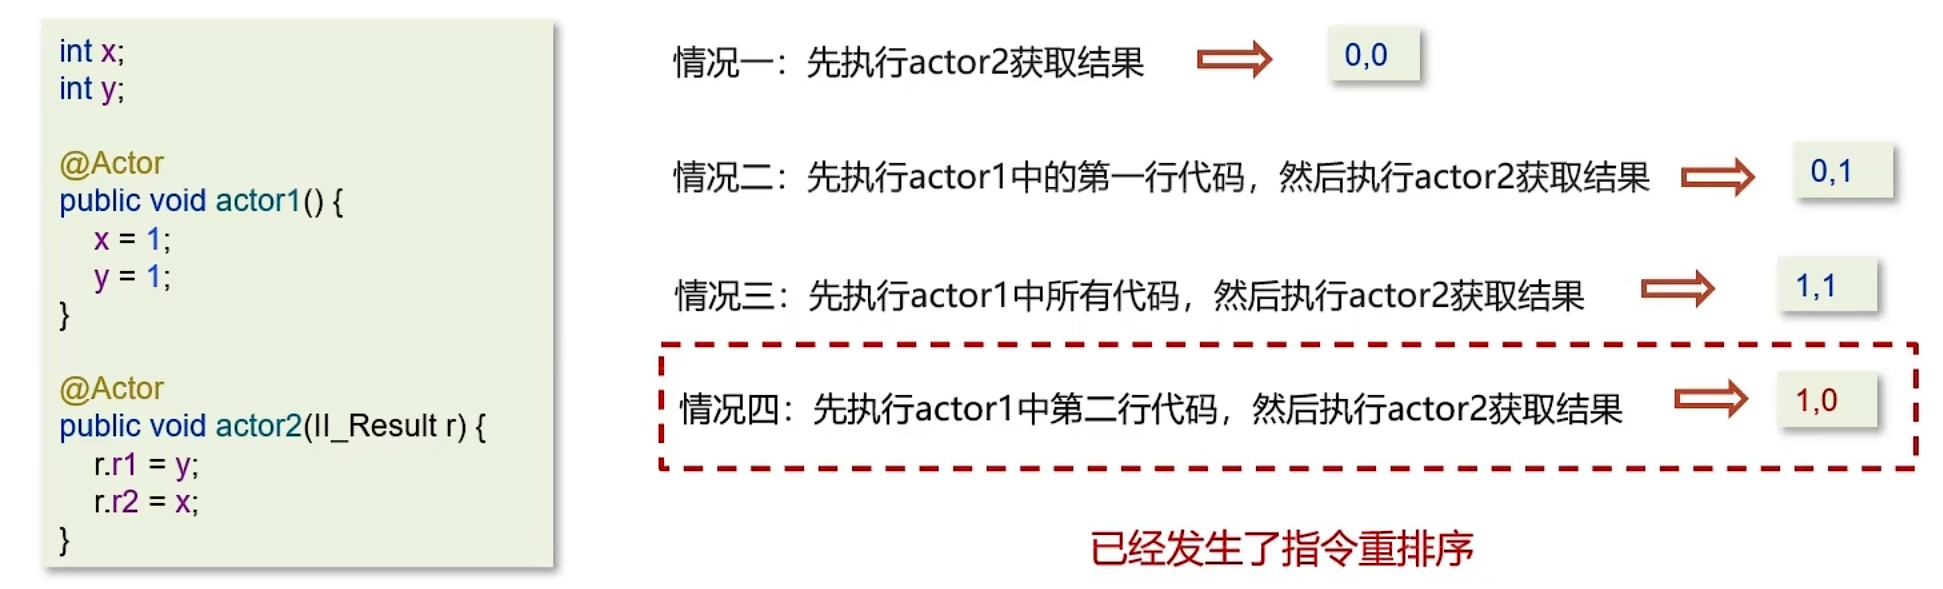 int x;
int y;
@Actor
public void actor1() {
x = 1;
y = 1;
}
@Actor
public void actor2(II_Result r) {
r.r1 = y;
r.r2 = x;
}
情况一：先执行actor2获取结果
0,0
情况二：先执行actor1中的第一行代码，然后执行actor2获取结果
0,1
情况三：先执行actor1中所有代码，然后执行actor2获取结果
1,1
情况四：先执行actor1中第二行代码，然后执行actor2获取结果
1,0
已经发生了指令重排序